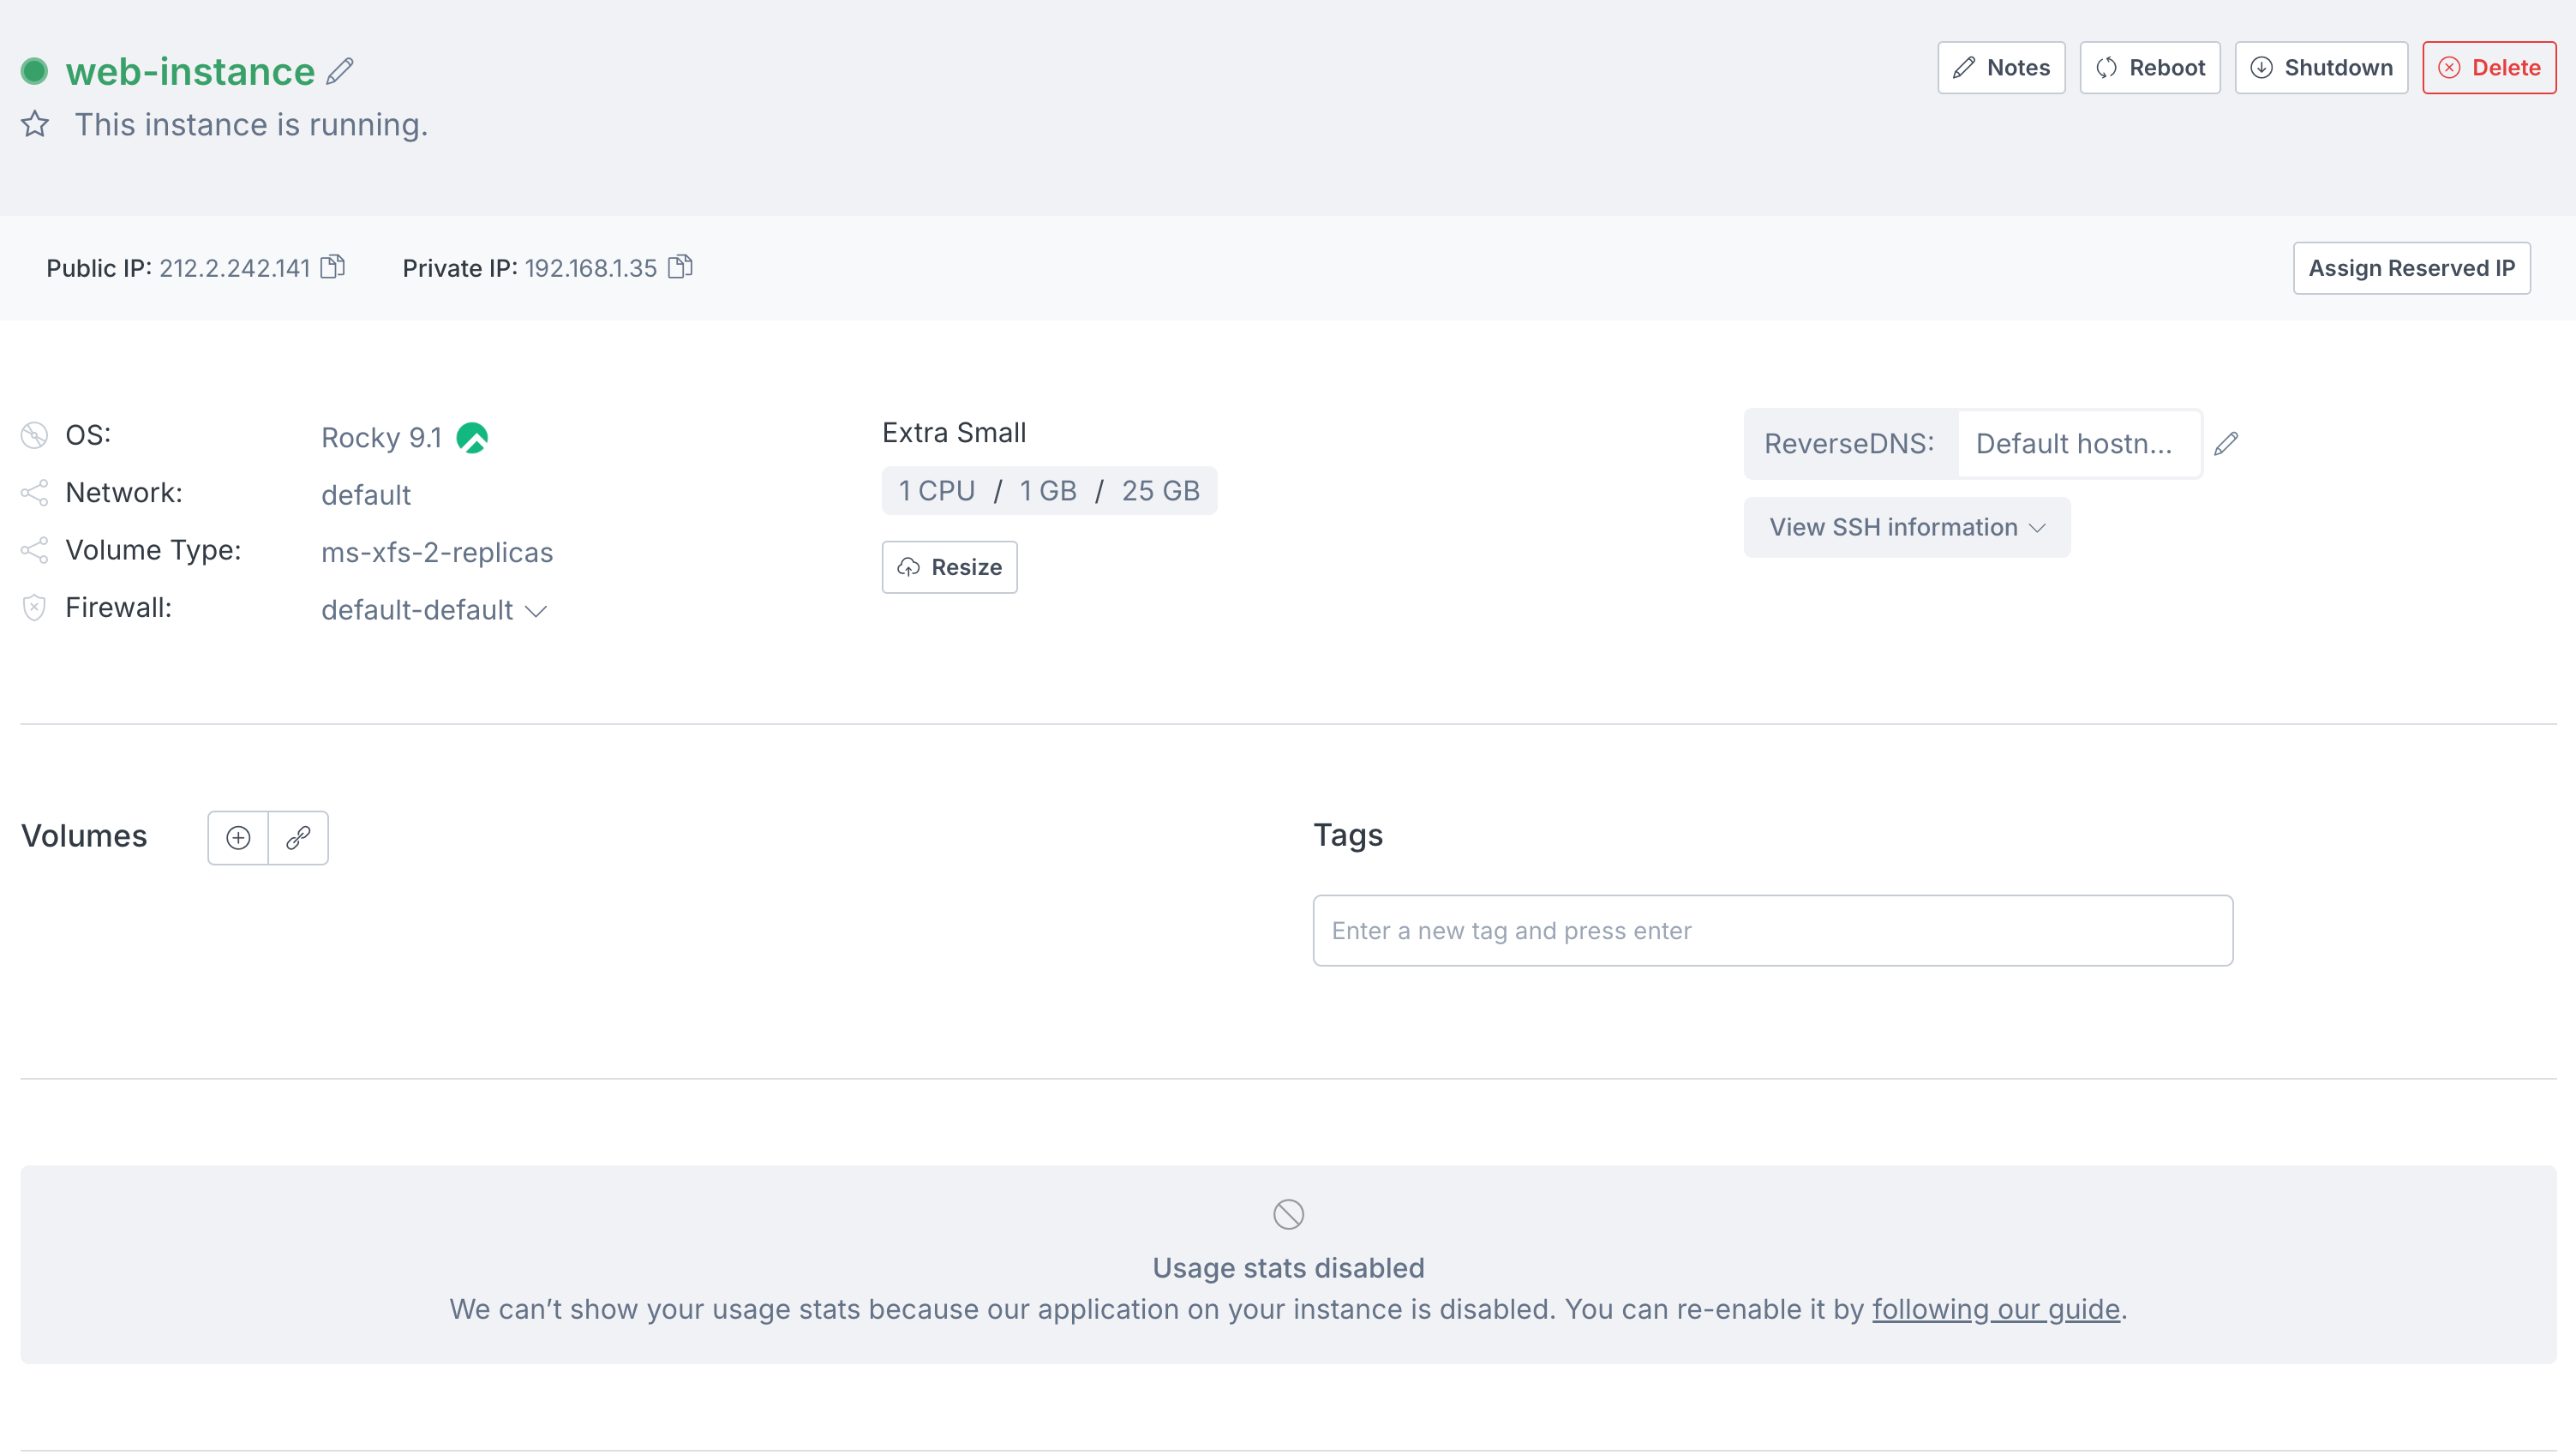 web-instance
Notes
Reboot
Shutdown
Delete
This instance is running.
Public IP: 212.2.242.141
Private IP: 192.168.1.35
Assign Reserved IP
OS: Rocky 9.1
Network: default
Volume Type: ms-xfs-2-replicas
Firewall: default-default
Extra Small
1 CPU / 1 GB / 25 GB
Resize
ReverseDNS: Default hostn...
View SSH information
Volumes
Tags
Enter a new tag and press enter
Usage stats disabled
We can’t show your usage stats because our application on your instance is disabled. You can re-enable it by following our guide.